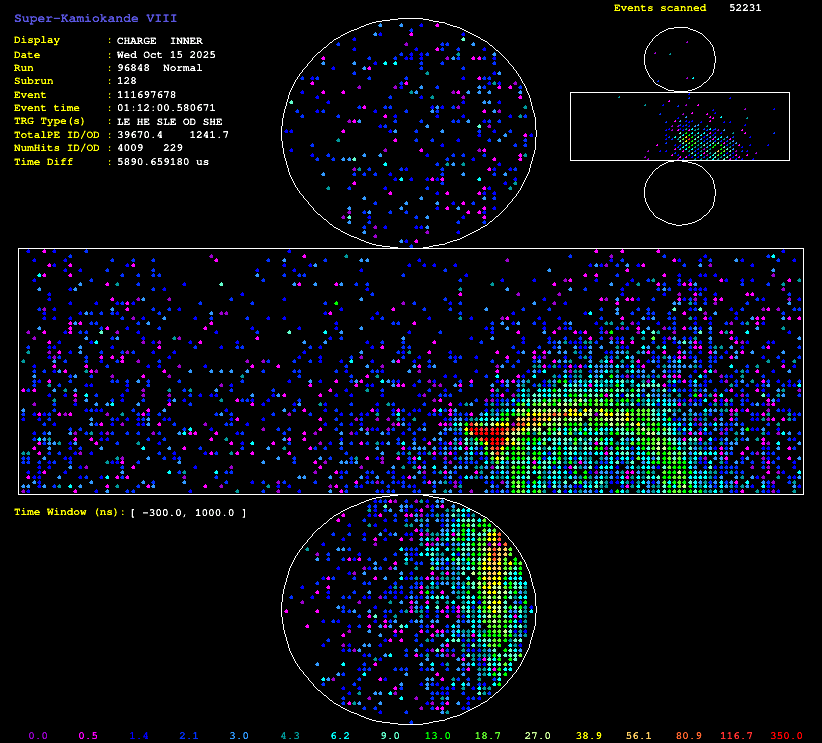 Super-Kamiokande VIII
Events scanned 52231
Display : CHARGE INNER
Date : Wed Oct 15 2025
Run : 96848 Normal
Subrun : 128
Event : 111697678
Event time : 01:12:00.580671
TRG Type(s) : LE HE SLE OD SHE
TotalPE ID/OD : 39670.4 1241.7
NumHits ID/OD : 4009 229
Time Diff : 5890.659180 us
Time Window (ns): [ -300.0, 1000.0 ]
0.0 0.5 1.4 2.1 3.0 4.3 6.2 9.0 13.0 18.7 27.0 38.9 56.1 80.9 116.7 350.0